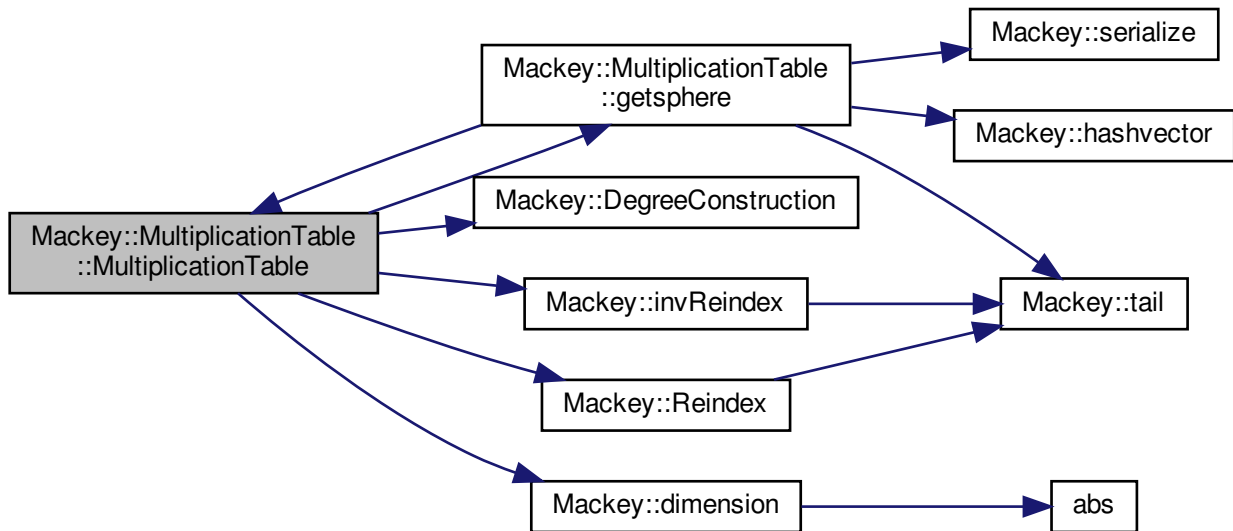 Mackey::MultiplicationTable
::MultiplicationTable
Mackey::MultiplicationTable
::getsphere
Mackey::serialize
Mackey::hashvector
Mackey::DegreeConstruction
Mackey::invReindex
Mackey::tail
Mackey::Reindex
Mackey::dimension
abs